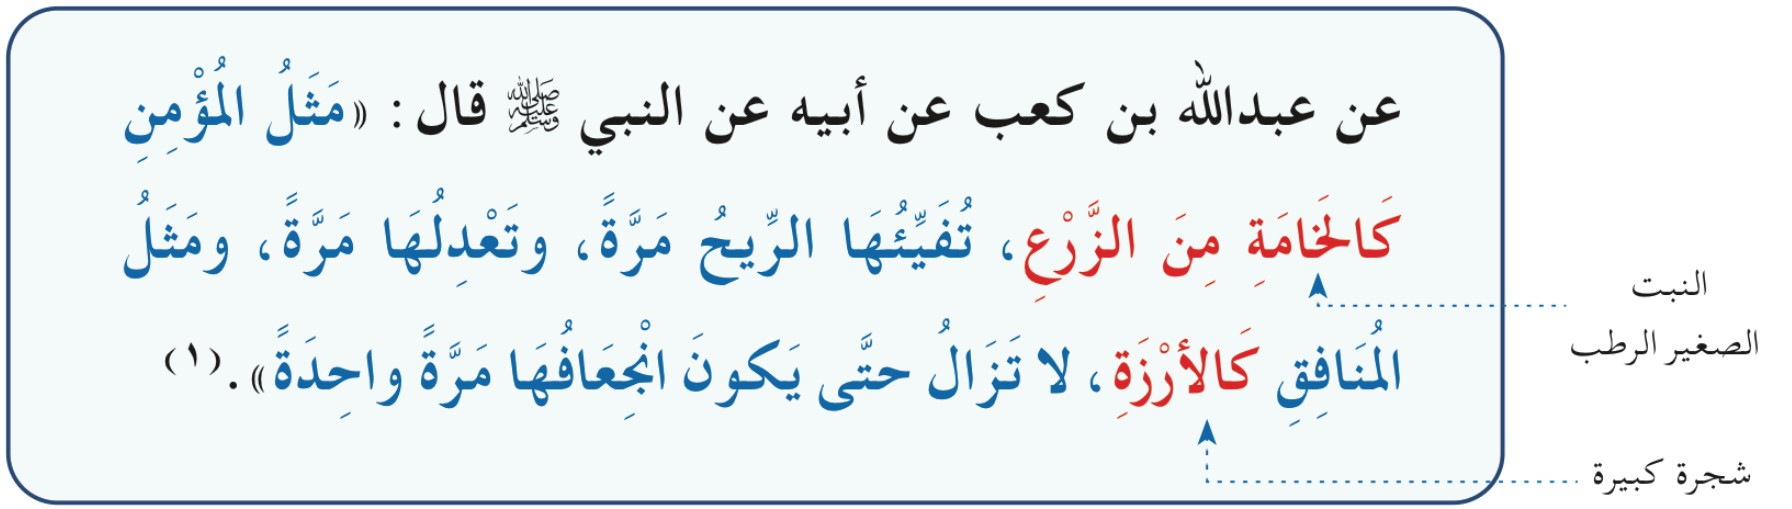 عن عبدالله بن كعب عن أبيه عن النبي ﷺ قال : «مَثَلُ المُؤْمِنِ
كَالخَامَةِ مِنَ الزَّرْعِ، تُفَيِّئُهَا الرِّيحُ مَرَّةً، وتَعْدِلُهَا مَرَّةً، ومَثَلُ
المُنَافِقِ كَالأرْزَةِ، لا تَزَالُ حتَّى يَكونَ انْجِعَافُهَا مَرَّةً واحِدَةً».(١)
النبت
الصغير الرطب
شجرة كبيرة